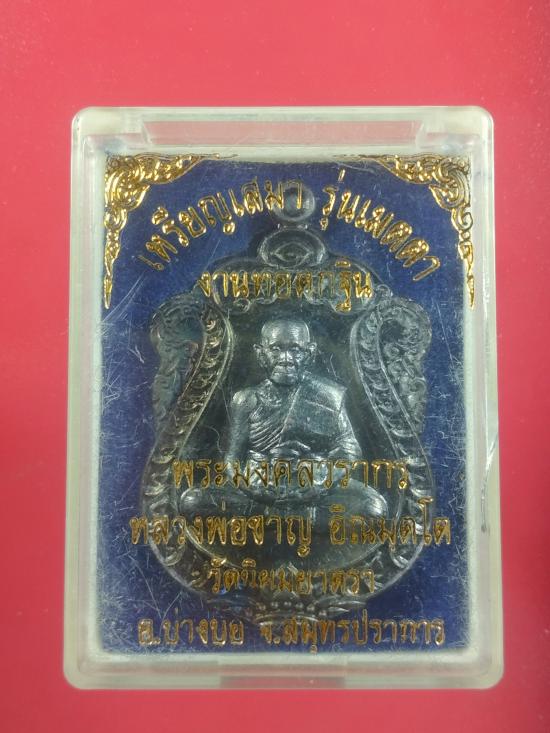 เหรียญเสมา รุ่นเมตตา
งานทอดกฐิน
พระมงคลวรากร
หลวงพ่อชาญ อิณมุตโต
วัดนิยมยาตรา
อ.บางบ่อ จ.สมุทรปราการ